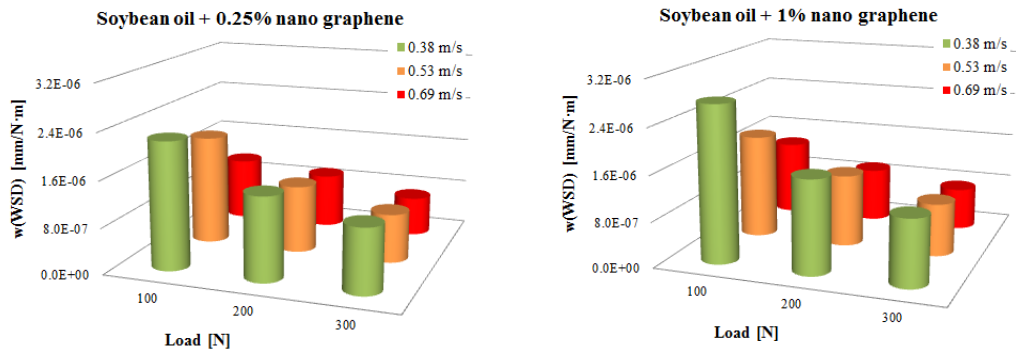 Soybean oil + 0.25% nano graphene
0.38 m/s
0.53 m/s
0.69 m/s
w(WSD) [mm/N·m]
3.2E-06
2.4E-06
1.6E-06
8.0E-07
0.0E+00
100
200
300
Load [N]
Soybean oil + 1% nano graphene
0.38 m/s
0.53 m/s
0.69 m/s
w(WSD) [mm/N·m]
3.2E-06
2.4E-06
1.6E-06
8.0E-07
0.0E+00
100
200
300
Load [N]